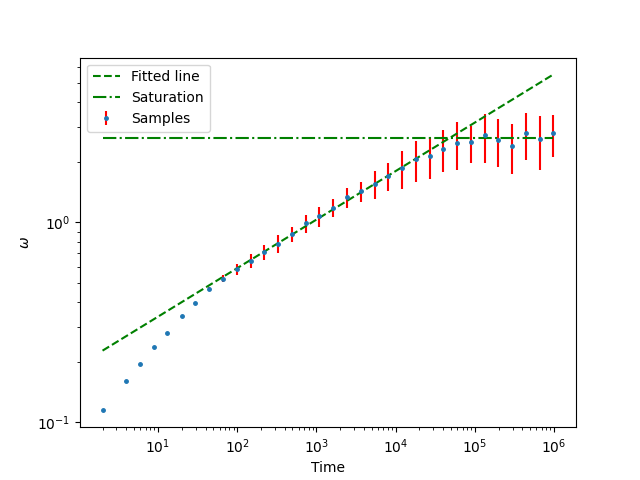 Fitted line
Saturation
Samples
10⁰
10⁻¹
ω
10¹ 10² 10³ 10⁴ 10⁵ 10⁶
Time